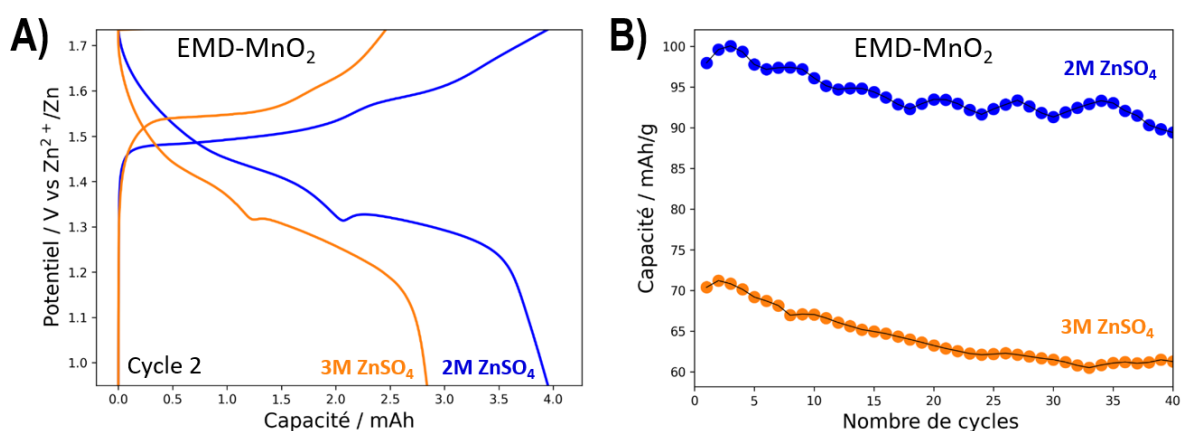 A)
EMD-MnO₂
Potentiel / V vs Zn²⁺/Zn
1.7
1.6
1.5
1.4
1.3
1.2
1.1
1.0
Cycle 2
3M ZnSO₄
2M ZnSO₄
0.0 0.5 1.0 1.5 2.0 2.5 3.0 3.5 4.0
Capacité / mAh
B)
EMD-MnO₂
2M ZnSO₄
Capacité / mAh/g
100
95
90
85
80
75
70
65
60
3M ZnSO₄
0 5 10 15 20 25 30 35 40
Nombre de cycles